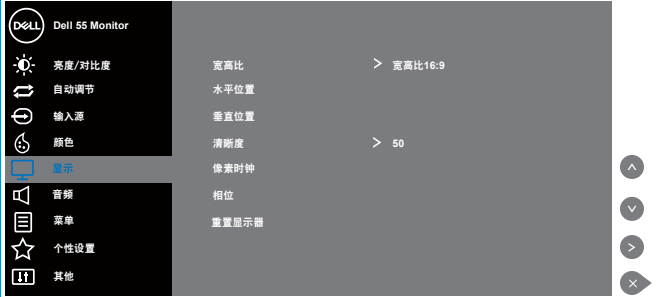 DELL Dell 55 Monitor
亮度/对比度 宽高比 > 宽高比16:9
自动调节 水平位置
输入源 垂直位置
颜色 清晰度 > 50
显示 像素时钟
音频 相位
菜单 重置显示器
个性设置
其他